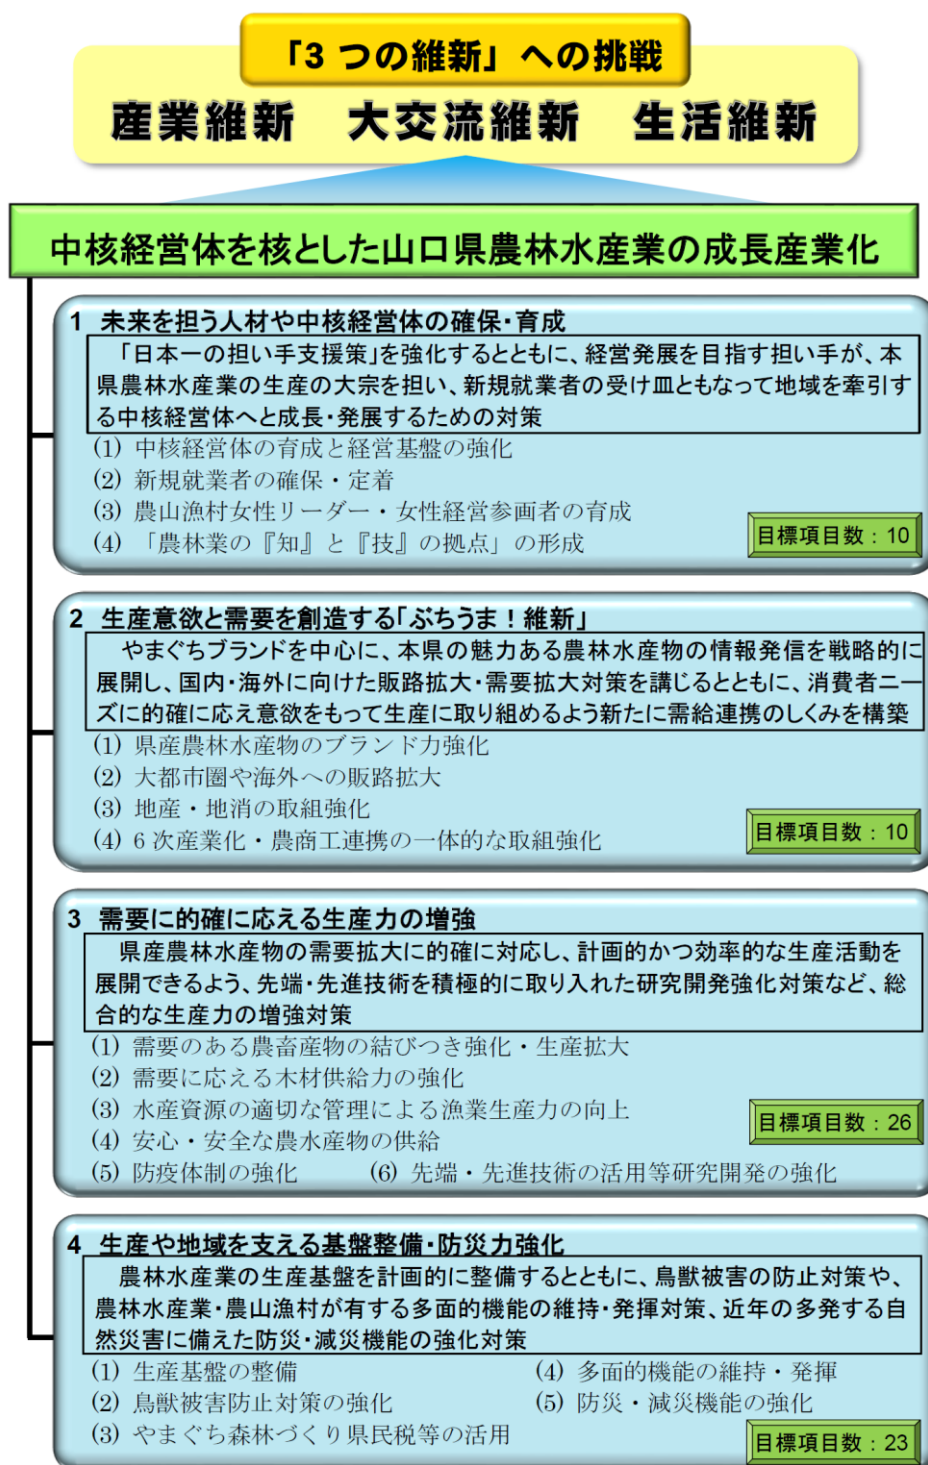 「3 つの維新」 への挑戦
産業維新 大交流維新 生活維新
中核経営体を核とした山口県農林水産業の成長産業化
1 未来を担う人材や中核経営体の確保・育成
「日本一の担い手支援策」を強化するとともに、経営発展を目指す担い手が、本
県農林水産業の生産の大宗を担い、新規就業者の受け皿ともなって地域を牽引す
る中核経営体へと成長・発展するための対策
(1) 中核経営体の育成と経営基盤の強化
(2) 新規就業者の確保・定着
(3) 農山漁村女性リーダー・女性経営参画者の育成
(4) 「農林業の『知』と『技』の拠点」の形成
目標項目数：10
2 生産意欲と需要を創造する「ぶちうま！維新」
やまぐちブランドを中心に、本県の魅力ある農林水産物の情報発信を戦略的に
展開し、国内・海外に向けた販路拡大・需要拡大対策を講じるとともに、消費者ニー
ズに的確に応え意欲をもって生産に取り組めるよう新たに需給連携のしくみを構築
(1) 県産農林水産物のブランド力強化
(2) 大都市圏や海外への販路拡大
(3) 地産・地消の取組強化
(4) 6 次産業化・農商工連携の一体的な取組強化
目標項目数：10
3 需要に的確に応える生産力の増強
県産農林水産物の需要拡大に的確に対応し、計画的かつ効率的な生産活動を
展開できるよう、先端・先進技術を積極的に取り入れた研究開発強化対策など、総
合的な生産力の増強対策
(1) 需要のある農畜産物の結びつき強化・生産拡大
(2) 需要に応える木材供給力の強化
(3) 水産資源の適切な管理による漁業生産力の向上
(4) 安心・安全な農水産物の供給
(5) 防疫体制の強化 (6) 先端・先進技術の活用等研究開発の強化
目標項目数：26
4 生産や地域を支える基盤整備・防災力強化
農林水産業の生産基盤を計画的に整備するとともに、鳥獣被害の防止対策や、
農林水産業・農山漁村が有する多面的機能の維持・発揮対策、近年の多発する自
然災害に備えた防災・減災機能の強化対策
(1) 生産基盤の整備 (4) 多面的機能の維持・発揮
(2) 鳥獣被害防止対策の強化 (5) 防災・減災機能の強化
(3) やまぐち森林づくり県民税等の活用
目標項目数：23